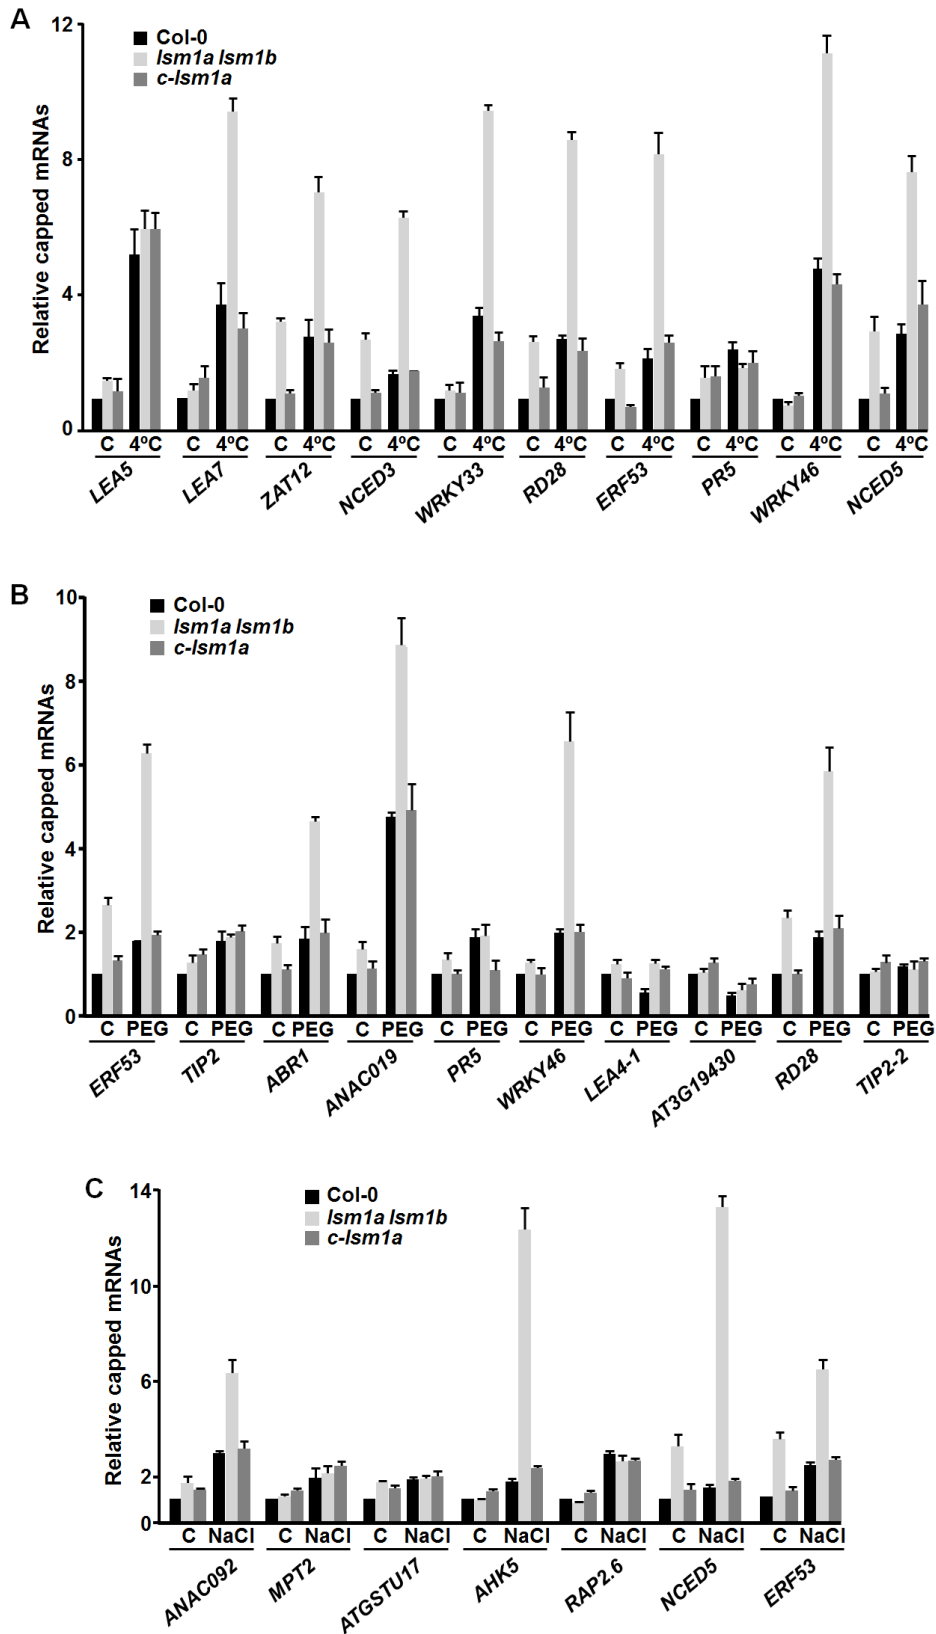 A
12
8
4
0
Relative capped mRNAs
Col-0
lsm1a lsm1b
c-lsm1a
C 4ºC C 4ºC C 4ºC C 4ºC C 4ºC C 4ºC C 4ºC C 4ºC C 4ºC C 4ºC
LEA5 LEA7 ZAT12 NCED3 WRKY33 RD28 ERF53 PR5 WRKY46 NCED5
B
10
8
6
4
2
0
Relative capped mRNAs
Col-0
lsm1a lsm1b
c-lsm1a
C PEG C PEG C PEG C PEG C PEG C PEG C PEG C PEG C PEG C PEG
ERF53 TIP2 ABR1 ANAC019 PR5 WRKY46 LEA4-1 AT3G19430 RD28 TIP2-2
C
14
10
6
2
0
Relative capped mRNAs
Col-0
lsm1a lsm1b
c-lsm1a
C NaCl C NaCl C NaCl C NaCl C NaCl C NaCl C NaCl
ANAC092 MPT2 ATGSTU17 AHK5 RAP2.6 NCED5 ERF53